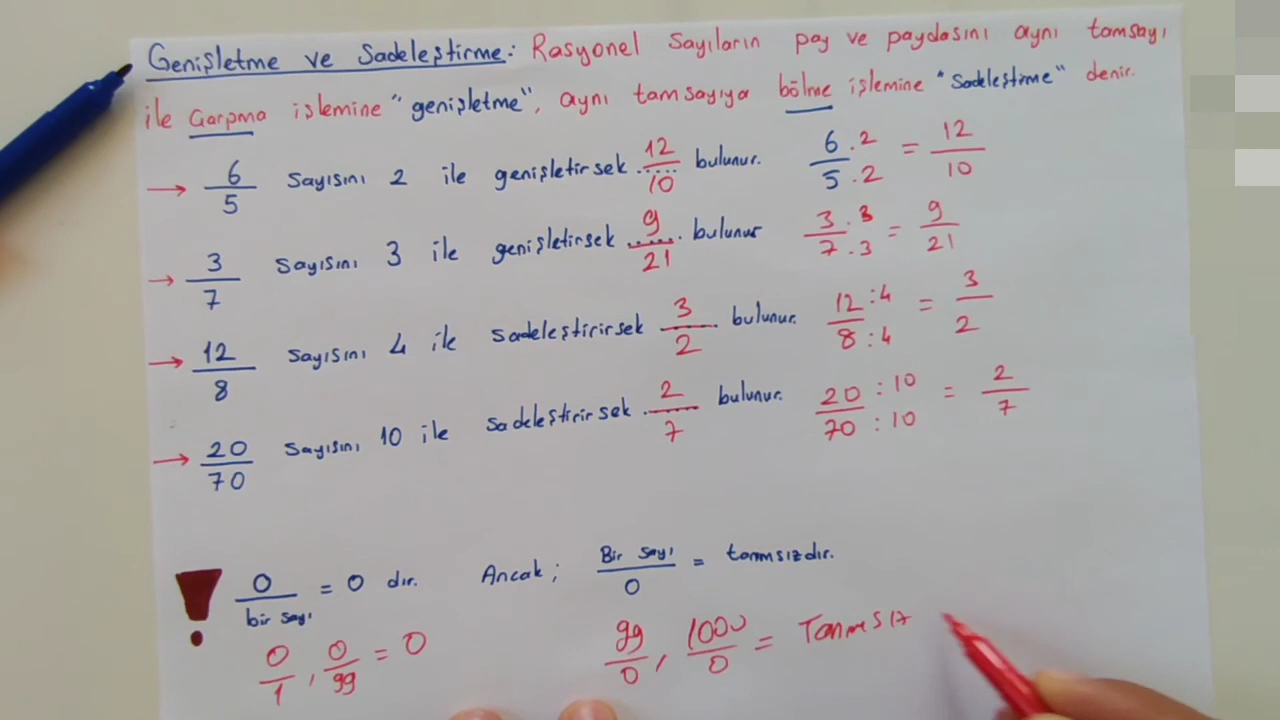 Genişletme ve Sadeleştirme: Rasyonel Sayıların pay ve paydasını aynı tamsayı
ile Çarpma işlemine "genişletme", aynı tamsayıya bölme işlemine "Sadeleştirme" denir.
→ 6/5 Sayısını 2 ile genişletirsek 12/10 bulunur. 6.2/5.2 = 12/10
→ 3/7 Sayısını 3 ile genişletirsek 9/21 bulunur 3.3/7.3 = 9/21
→ 12/8 Sayısını 4 ile sadeleştirirsek 3/2 bulunur. 12:4/8:4 = 3/2
→ 20/70 Sayısını 10 ile sadeleştirirsek 2/7 bulunur. 20:10/70:10 = 2/7
! 0/bir sayı = 0 dır. Ancak; Bir sayı/0 = tanımsızdır.
0/1, 0/99 = 0 99/0, 1000/0 = Tanımsız